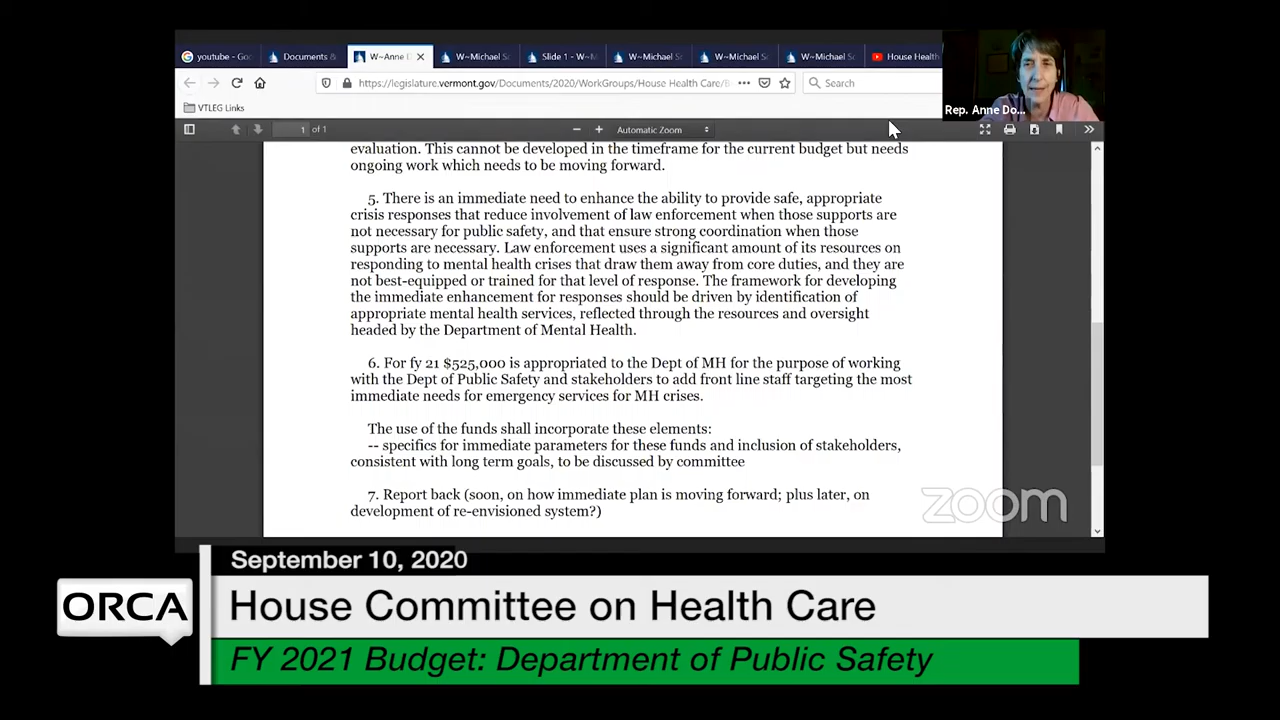 youtube - Goo
Documents &
W~Anne D
W~Michael Sc
Slide 1 - W~M
W~Michael Sc
W~Michael Sc
W~Michael Sc
House Health
https://legislature.vermont.gov/Documents/2020/WorkGroups/House Health Care/B
Search
VTLEG Links
Rep. Anne Do...
1 of 1
Automatic Zoom
evaluation. This cannot be developed in the timeframe for the current budget but needs
ongoing work which needs to be moving forward.
5. There is an immediate need to enhance the ability to provide safe, appropriate
crisis responses that reduce involvement of law enforcement when those supports are
not necessary for public safety, and that ensure strong coordination when those
supports are necessary. Law enforcement uses a significant amount of its resources on
responding to mental health crises that draw them away from core duties, and they are
not best-equipped or trained for that level of response. The framework for developing
the immediate enhancement for responses should be driven by identification of
appropriate mental health services, reflected through the resources and oversight
headed by the Department of Mental Health.
6. For fy 21 $525,000 is appropriated to the Dept of MH for the purpose of working
with the Dept of Public Safety and stakeholders to add front line staff targeting the most
immediate needs for emergency services for MH crises.
The use of the funds shall incorporate these elements:
-- specifics for immediate parameters for these funds and inclusion of stakeholders,
consistent with long term goals, to be discussed by committee
7. Report back (soon, on how immediate plan is moving forward; plus later, on
development of re-envisioned system?)
zoom
September 10, 2020
ORCA
House Committee on Health Care
FY 2021 Budget: Department of Public Safety